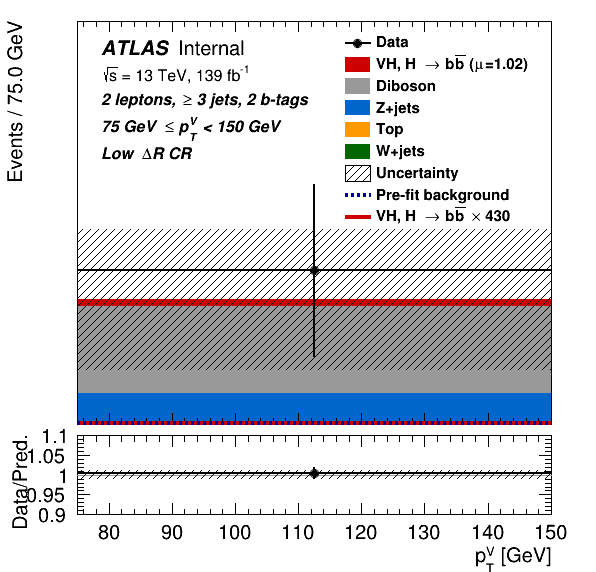 Events / 75.0 GeV
ATLAS Internal
√s = 13 TeV, 139 fb⁻¹
2 leptons, ≥ 3 jets, 2 b-tags
75 GeV ≤ p_T^V < 150 GeV
Low ΔR CR
Data
VH, H → bb̅ (μ=1.02)
Diboson
Z+jets
Top
W+jets
Uncertainty
Pre-fit background
VH, H → bb̅ × 430
Data/Pred.
1.1
1.05
1
0.95
0.9
80 90 100 110 120 130 140 150
p_T^V [GeV]